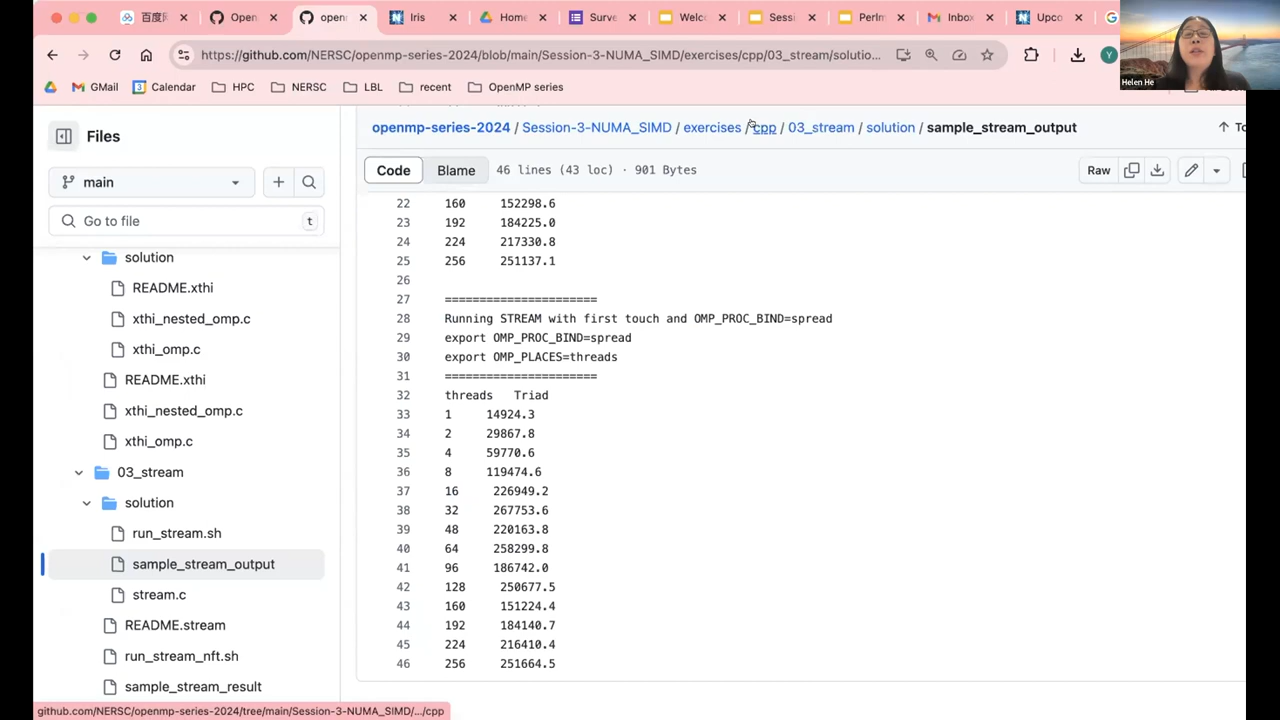 百度
Open
open
Iris
Home
Surve
Welc
Sessi
Perln
Inbox
Upco
https://github.com/NERSC/openmp-series-2024/blob/main/Session-3-NUMA_SIMD/exercises/cpp/03_stream/solutio...
Y
Helen He
GMail
Calendar
HPC
NERSC
LBL
recent
OpenMP series
Files
openmp-series-2024 / Session-3-NUMA_SIMD / exercises / cpp / 03_stream / solution / sample_stream_output
To
main
Code
Blame
46 lines (43 loc) · 901 Bytes
Raw
Go to file
t
solution
README.xthi
xthi_nested_omp.c
xthi_omp.c
README.xthi
xthi_nested_omp.c
xthi_omp.c
03_stream
solution
run_stream.sh
sample_stream_output
stream.c
README.stream
run_stream_nft.sh
sample_stream_result
22 160 152298.6
23 192 184225.0
24 224 217330.8
25 256 251137.1
26
27 ======================
28 Running STREAM with first touch and OMP_PROC_BIND=spread
29 export OMP_PROC_BIND=spread
30 export OMP_PLACES=threads
31 ======================
32 threads Triad
33 1 14924.3
34 2 29867.8
35 4 59770.6
36 8 119474.6
37 16 226949.2
38 32 267753.6
39 48 220163.8
40 64 258299.8
41 96 186742.0
42 128 250677.5
43 160 151224.4
44 192 184140.7
45 224 216410.4
46 256 251664.5
github.com/NERSC/openmp-series-2024/tree/main/Session-3-NUMA_SIMD/.../cpp